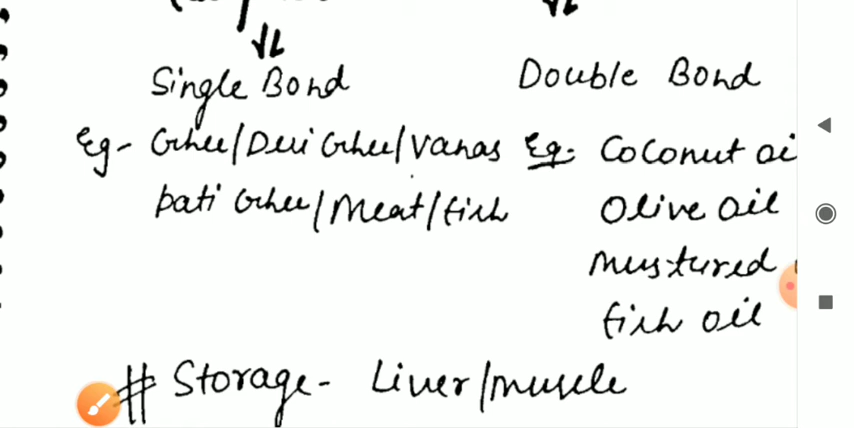 Single Bond
Double Bond
Eg- Ghee/Desi Ghee/Vanas
pati Ghee/Meat/fish
Eg:- Coconut oi
Olive oil
mustured
fish oil
# Storage- Liver/muscle